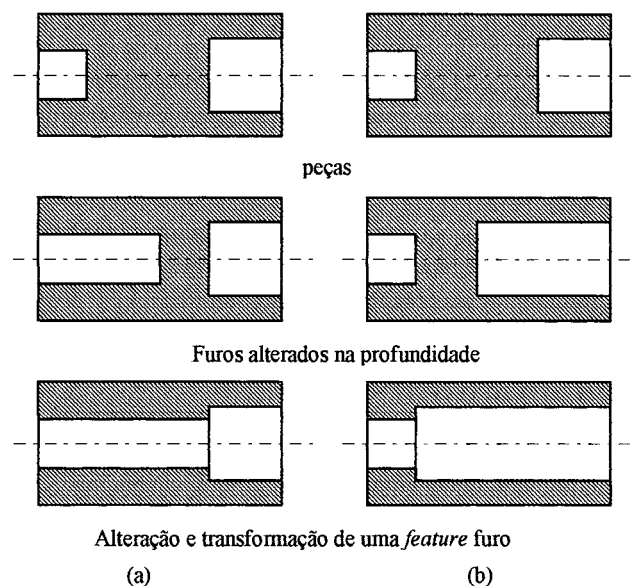 peças
Furos alterados na profundidade
Alteração e transformação de uma feature furo
(a) (b)